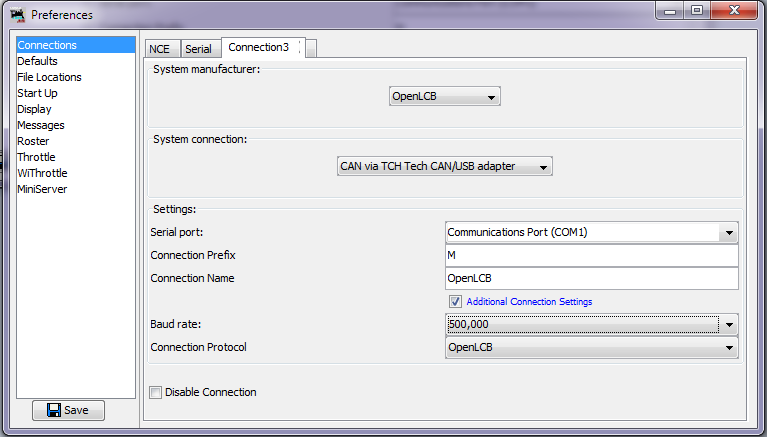 Preferences
Connections
Defaults
File Locations
Start Up
Display
Messages
Roster
Throttle
WiThrottle
MiniServer
Save
NCE Serial Connection3
System manufacturer:
OpenLCB
System connection:
CAN via TCH Tech CAN/USB adapter
Settings:
Serial port: Communications Port (COM1)
Connection Prefix M
Connection Name OpenLCB
Additional Connection Settings
Baud rate: 500,000
Connection Protocol OpenLCB
Disable Connection